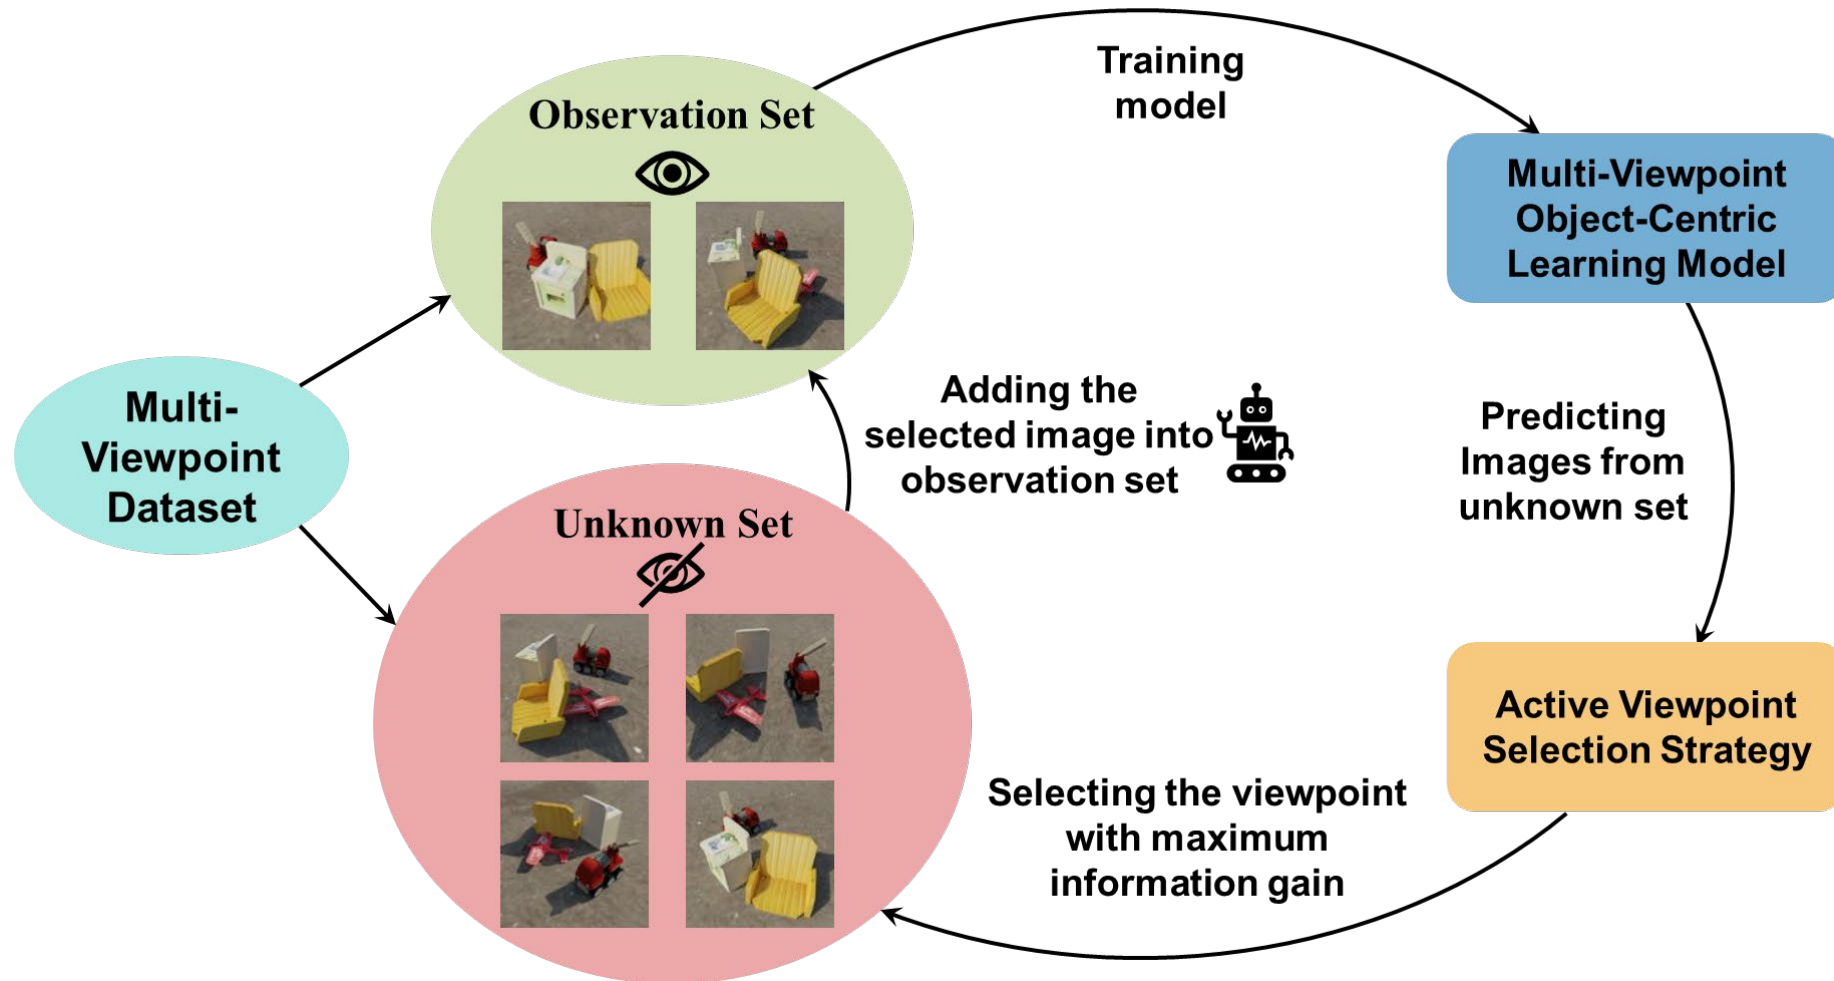 Observation Set
Training
model
Multi-Viewpoint
Object-Centric
Learning Model
Multi-
Viewpoint
Dataset
Adding the
selected image into
observation set
Predicting
Images from
unknown set
Unknown Set
Active Viewpoint
Selection Strategy
Selecting the viewpoint
with maximum
information gain